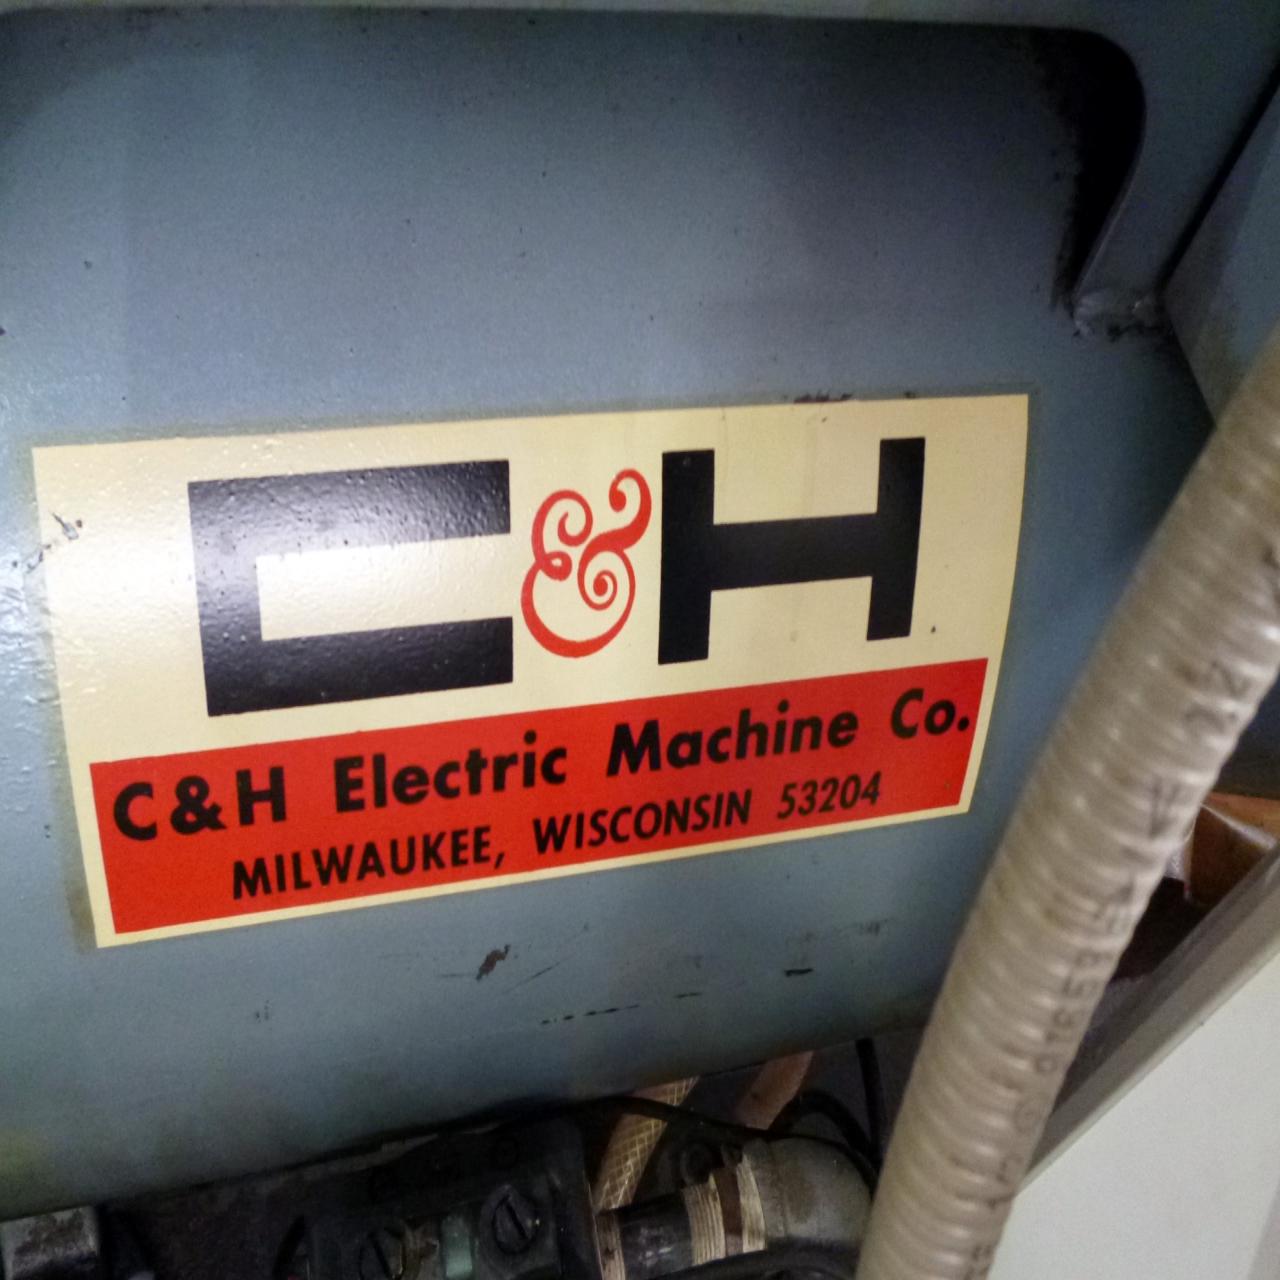 C&H
C&H Electric Machine Co.
MILWAUKEE, WISCONSIN 53204